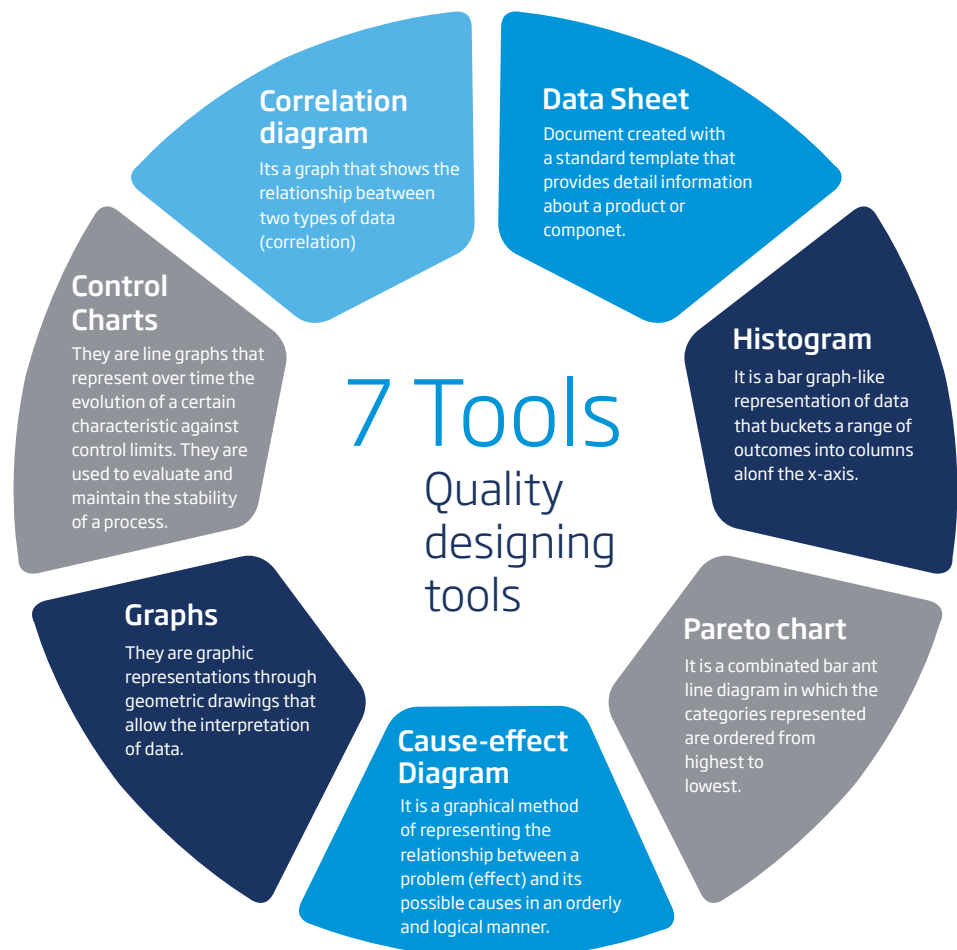 7 Tools
Quality
designing
tools
Data Sheet
Document created with
a standard template that
provides detail information
about a product or
componet.
Histogram
It is a bar graph-like
representation of data
that buckets a range of
outcomes into columns
alonf the x-axis.
Pareto chart
It is a combinated bar ant
line diagram in which the
categories represented
are ordered from
highest to
lowest.
Cause-effect
Diagram
It is a graphical method
of representing the
relationship between a
problem (effect) and its
possible causes in an orderly
and logical manner.
Graphs
They are graphic
representations through
geometric drawings that
allow the interpretation
of data.
Control
Charts
They are line graphs that
represent over time the
evolution of a certain
characteristic against
control limits. They are
used to evaluate and
maintain the stability
of a process.
Correlation
diagram
Its a graph that shows the
relationship beatween
two types of data
(correlation)